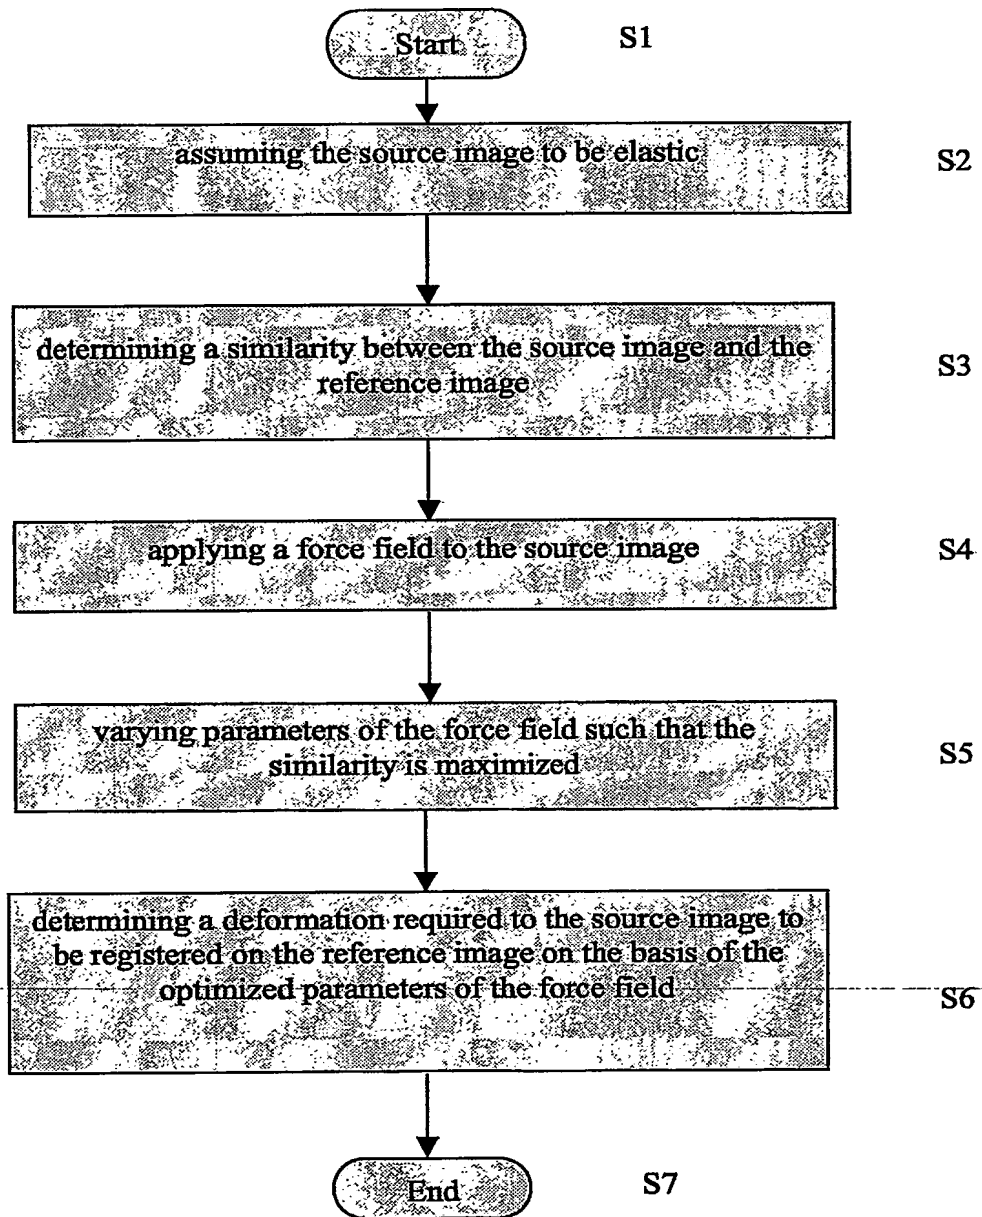 Start
S1
assuming the source image to be elastic
S2
determining a similarity between the source image and the
reference image
S3
applying a force field to the source image
S4
varying parameters of the force field such that the
similarity is maximized
S5
determining a deformation required to the source image to
be registered on the reference image on the basis of the
optimized parameters of the force field
S6
End
S7